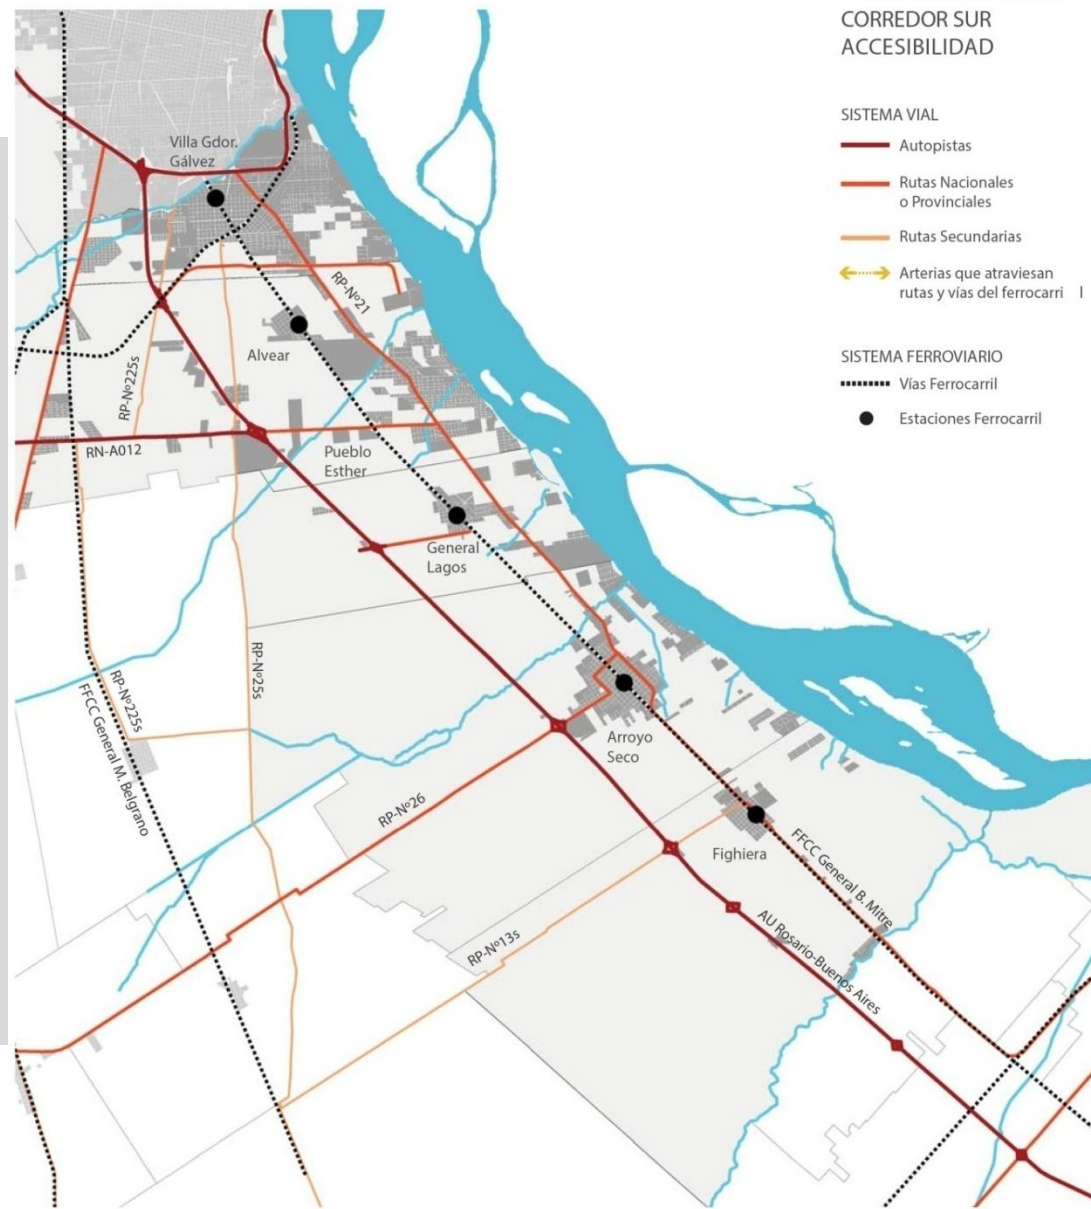 CORREDOR SUR
ACCESIBILIDAD
SISTEMA VIAL
Autopistas
Rutas Nacionales
o Provinciales
Rutas Secundarias
Arterias que atraviesan
rutas y vías del ferrocarri l
SISTEMA FERROVIARIO
Vías Ferrocarril
Estaciones Ferrocarril
Villa Gdor.
Gálvez
RP-Nº21
Alvear
RP-Nº225s
RN-A012
Pueblo
Esther
General
Lagos
RP-Nº25s
RP-Nº225s
FFCC General M. Belgrano
Arroyo
Seco
RP-Nº26
Fighiera
FFCC General B. Mitre
AU Rosario-Buenos Aires
RP-Nº13s